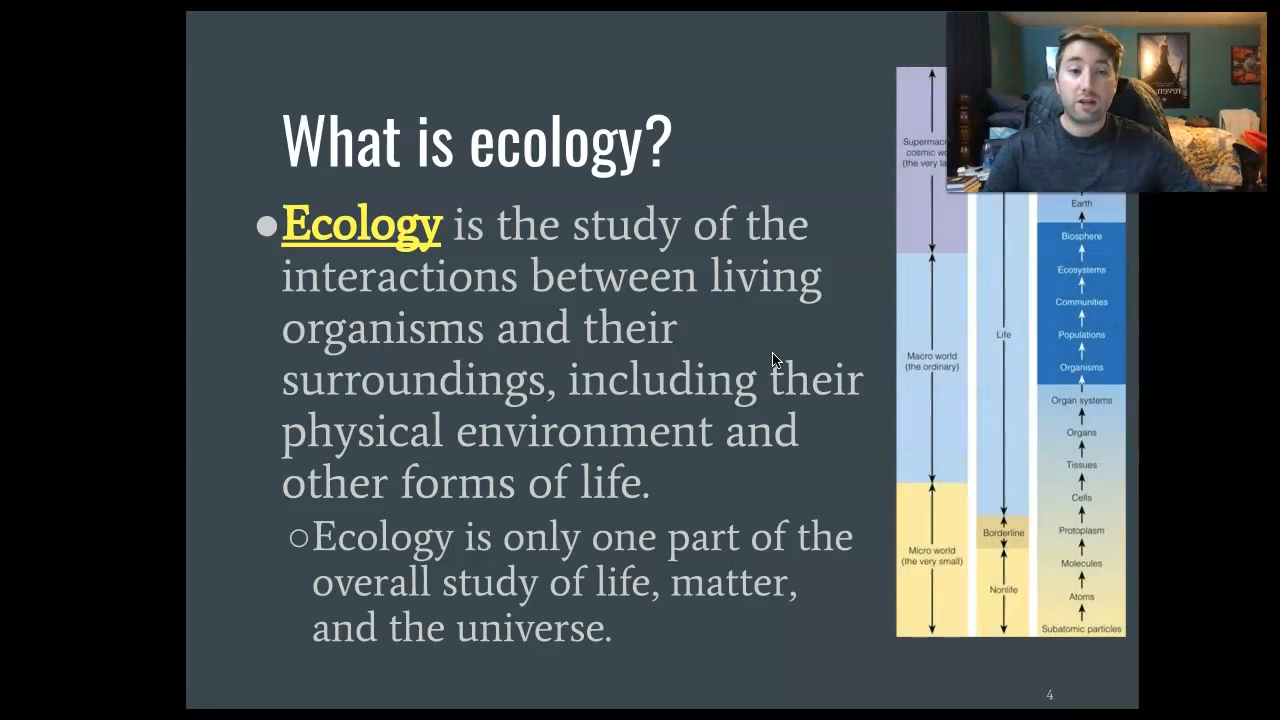 What is ecology?
●Ecology is the study of the
interactions between living
organisms and their
surroundings, including their
physical environment and
other forms of life.
○Ecology is only one part of the
overall study of life, matter,
and the universe.
(the very
Macro world
(the ordinary)
Micro world
(the very small)
Life
Borderline
Nonlife
Earth
Biosphere
Ecosystems
Communities
Populations
Organisms
Organ systems
Organs
Tissues
Cells
Protoplasm
Molecules
Atoms
Subatomic particles
4